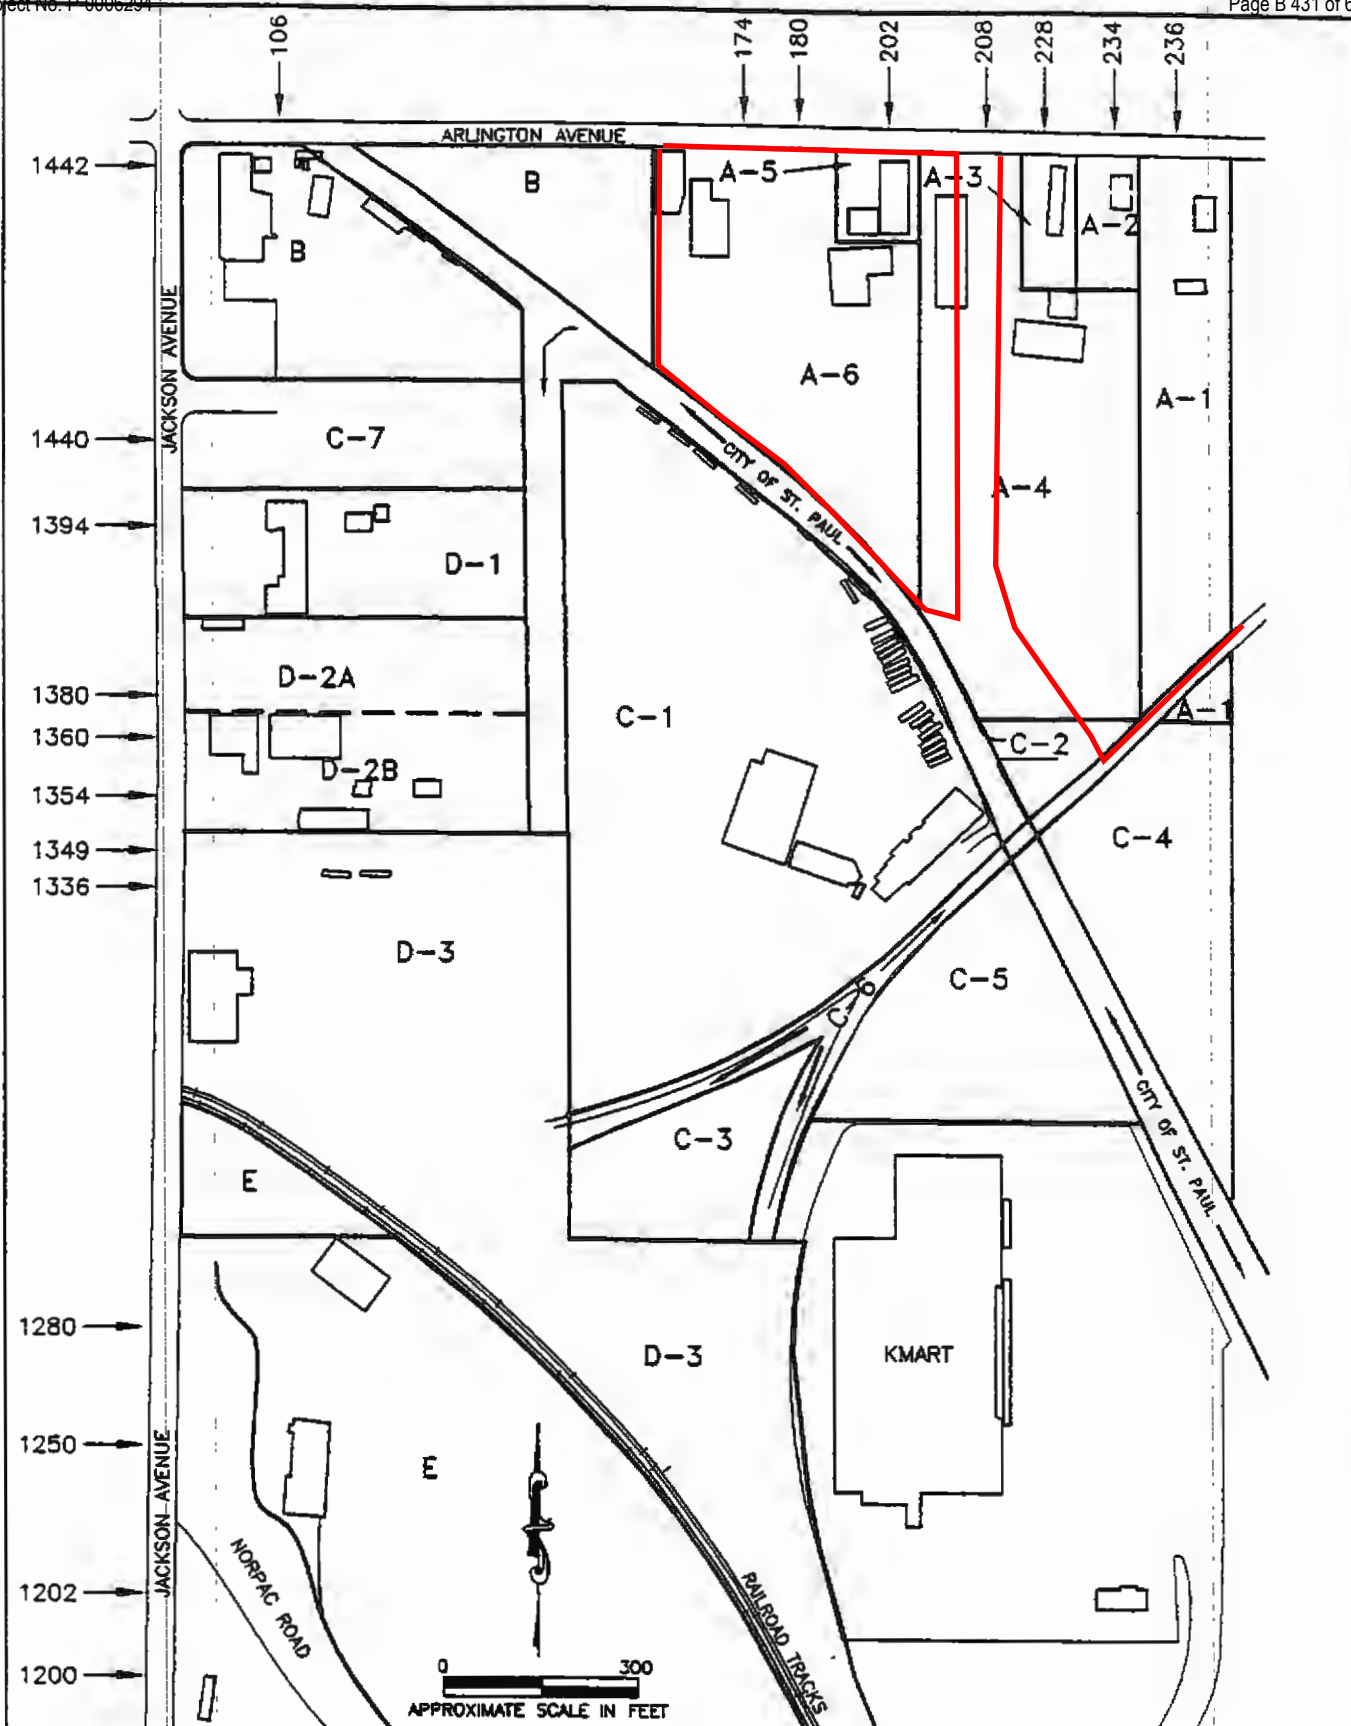 ject No. P-0006294
Page B 431 of 6
106
174
180
202
208
228
234
236
ARLINGTON AVENUE
1442
B
A-5
A-3
A-2
B
JACKSON AVENUE
A-6
A-1
1440
C-7
CITY OF ST. PAUL
A-4
1394
D-1
D-2A
1380
C-1
A-1
1360
C-2
D-2B
1354
C-4
1349
1336
D-3
C-5
C-6
CITY OF ST. PAUL
C-3
E
1280
D-3
KMART
1250
JACKSON AVENUE
E
NORPAC ROAD
RAILROAD TRACKS
1202
0 300
1200
APPROXIMATE SCALE IN FEET